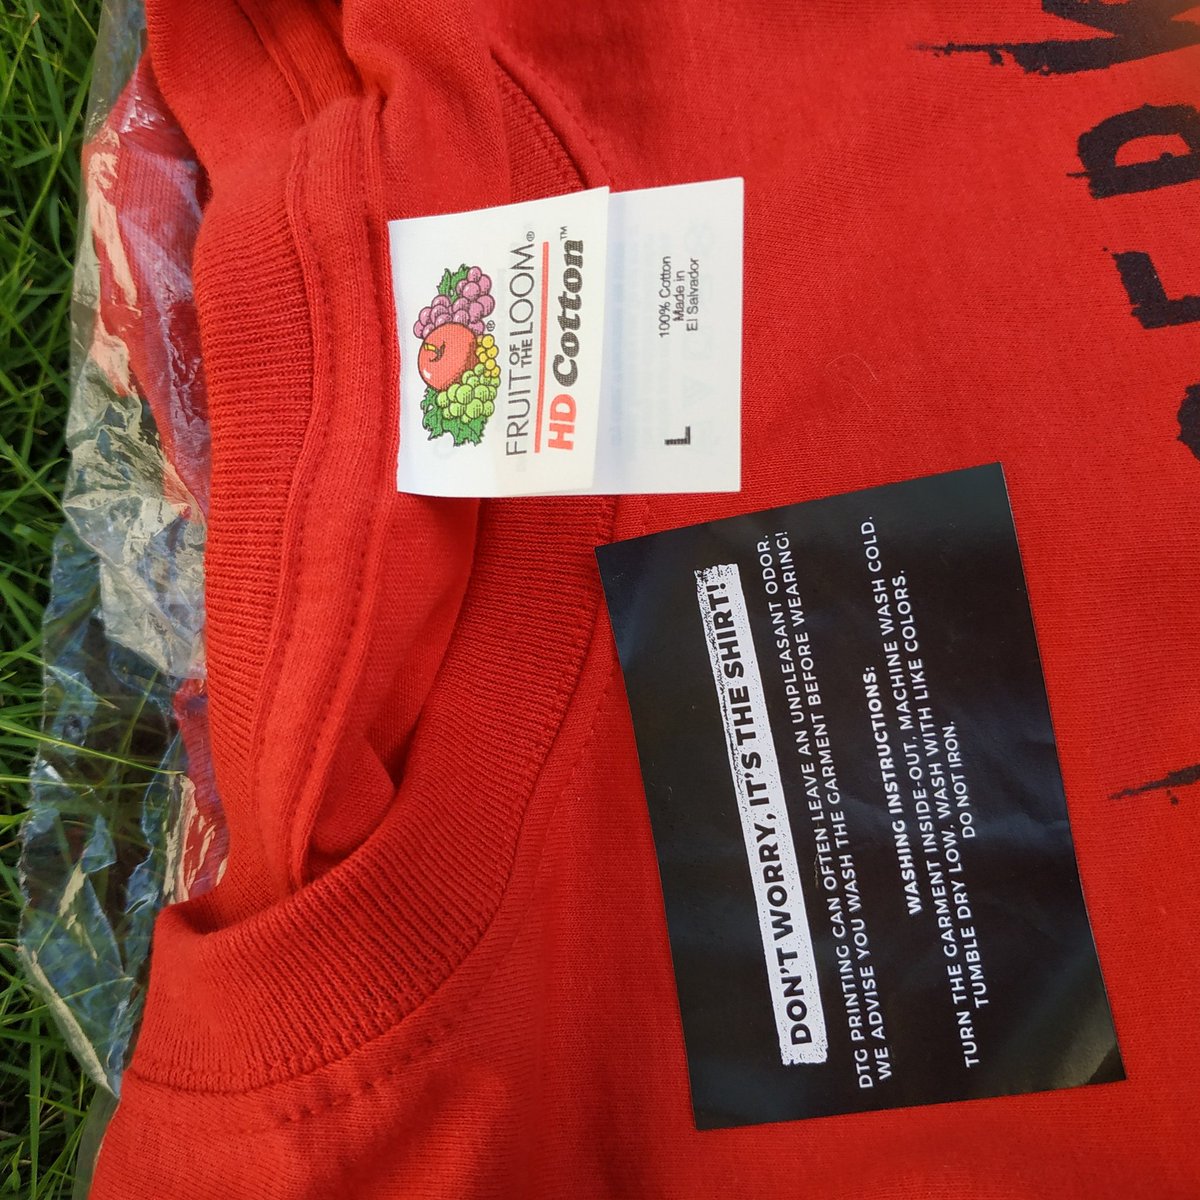 FRUIT OF THE LOOM®
HD Cotton™
100% Cotton
Made in
El Salvador
L
DON'T WORRY, IT'S THE SHIRT!
DTG PRINTING CAN OFTEN LEAVE AN UNPLEASANT ODOR.
WE ADVISE YOU WASH THE GARMENT BEFORE WEARING!
WASHING INSTRUCTIONS:
TURN THE GARMENT INSIDE-OUT, MACHINE WASH COLD.
TUMBLE DRY LOW. WASH WITH LIKE COLORS.
DO NOT IRON.